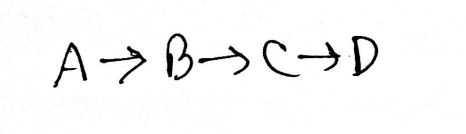 A → B → C → D